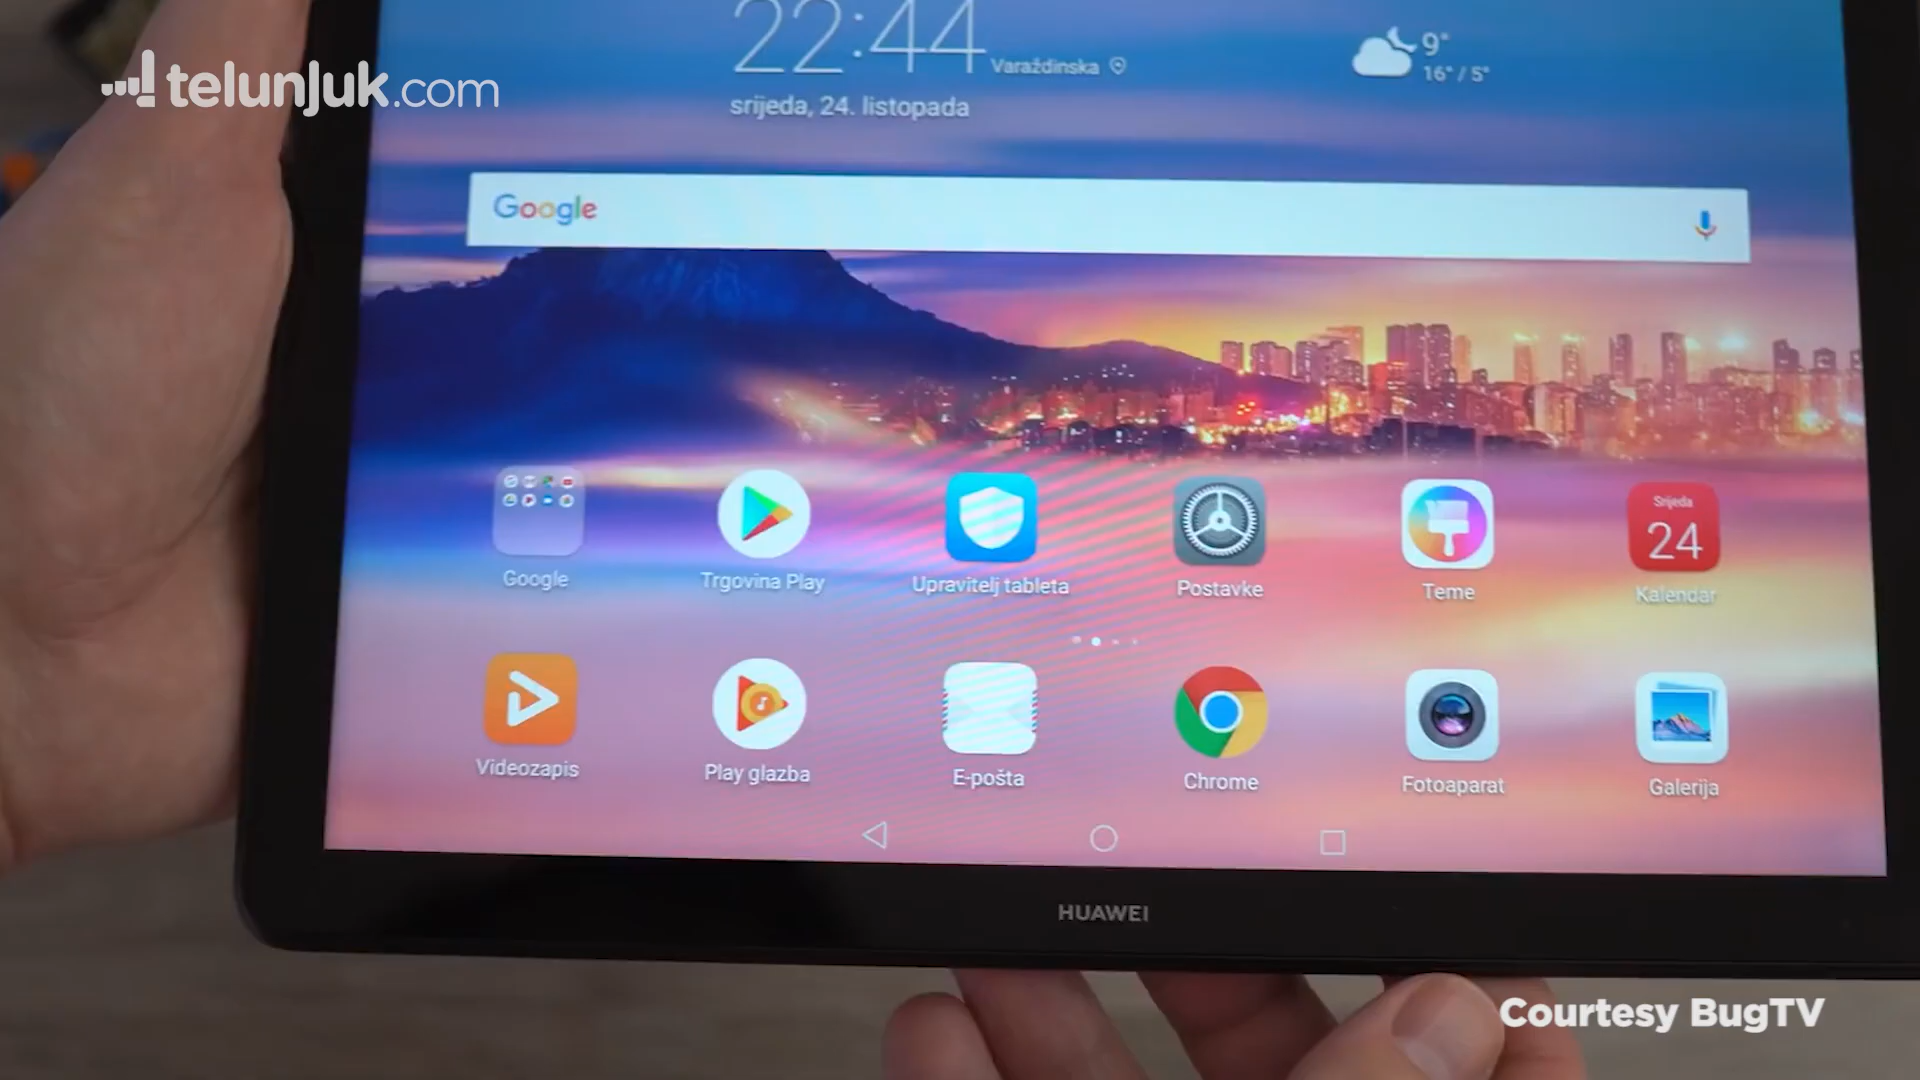 telunjuk.com
22:44
Varaždinska
9°
16° / 5°
srijeda, 24. listopada
Google
Srijeda
24
Google
Trgovina Play
Upravitelj tableta
Postavke
Teme
Kalendar
Videozapis
Play glazba
E-pošta
Chrome
Fotoaparat
Galerija
HUAWEI
Courtesy BugTV